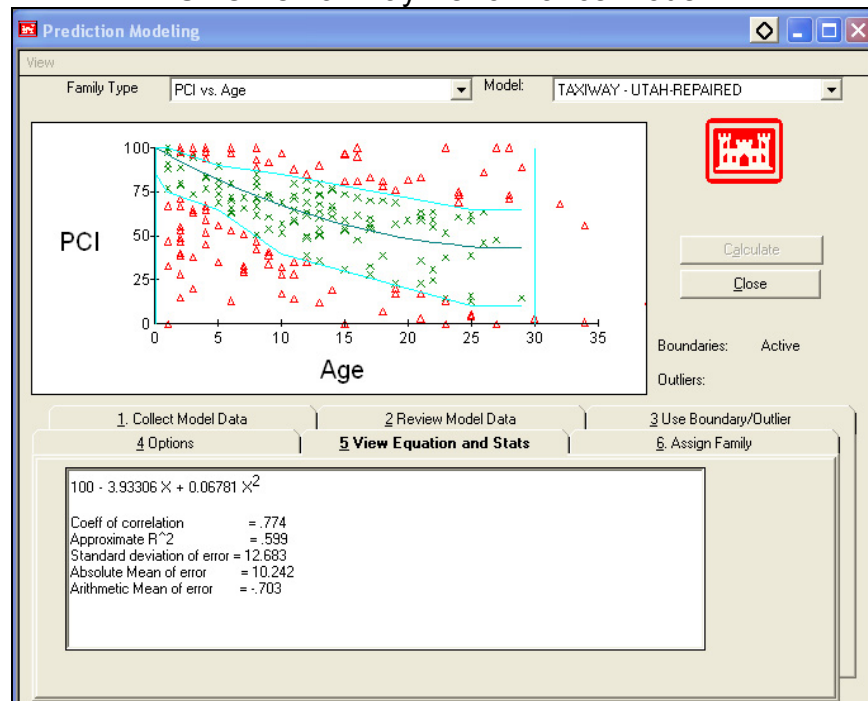 Prediction Modeling
View
Family Type PCI vs. Age Model: TAXIWAY - UTAH-REPAIRED
100
75
50
25
0
PCI
0 5 10 15 20 25 30 35
Age
Calculate
Close
Boundaries: Active
Outliers:
1. Collect Model Data 2 Review Model Data 3 Use Boundary/Outlier
4 Options 5 View Equation and Stats 6. Assign Family
100 - 3.93306 X + 0.06781 X^2
Coeff of correlation = .774
Approximate R^2 = .599
Standard deviation of error = 12.683
Absolute Mean of error = 10.242
Arithmetic Mean of error = -.703